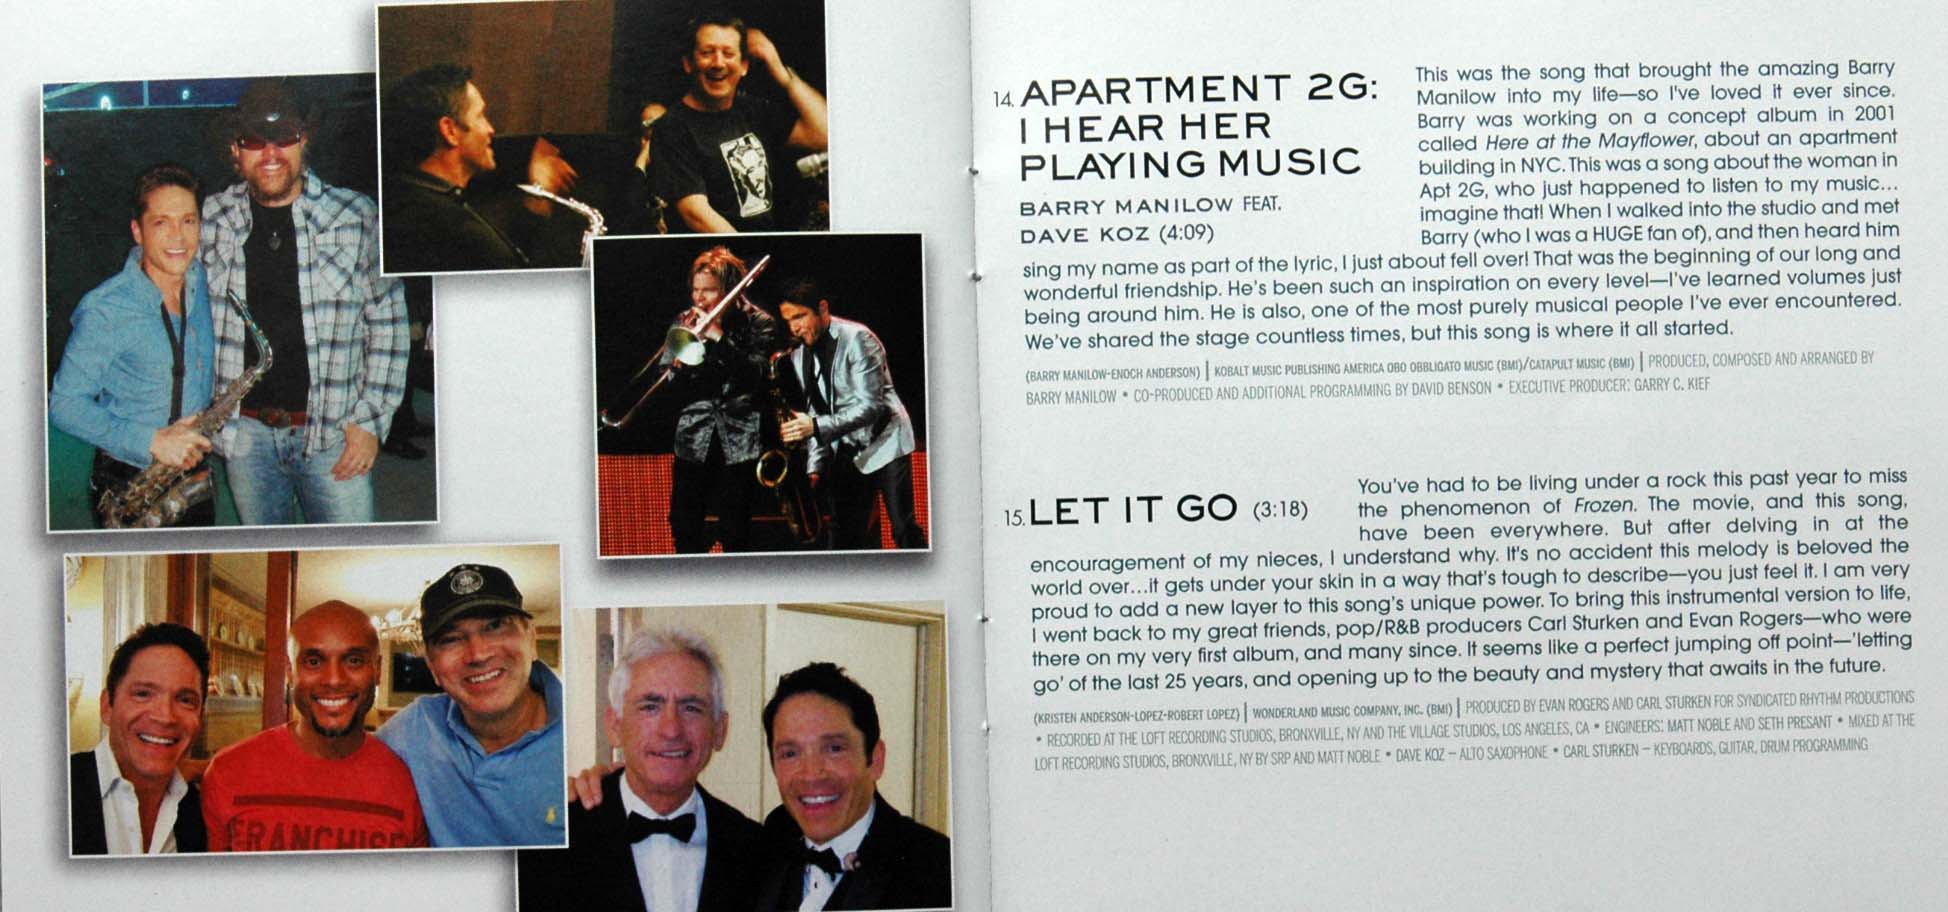 FRANCHISE
14. APARTMENT 2G:
I HEAR HER
PLAYING MUSIC
BARRY MANILOW FEAT.
DAVE KOZ (4:09)
This was the song that brought the amazing Barry
Manilow into my life—so I've loved it ever since.
Barry was working on a concept album in 2001
called Here at the Mayflower, about an apartment
building in NYC. This was a song about the woman in
Apt 2G, who just happened to listen to my music...
imagine that! When I walked into the studio and met
Barry (who I was a HUGE fan of), and then heard him
sing my name as part of the lyric, I just about fell over! That was the beginning of our long and
wonderful friendship. He's been such an inspiration on every level—I've learned volumes just
being around him. He is also, one of the most purely musical people I've ever encountered.
We've shared the stage countless times, but this song is where it all started.
(BARRY MANILOW-ENOCH ANDERSON) | KOBALT MUSIC PUBLISHING AMERICA OBO OBBLIGATO MUSIC (BMI)/CATAPULT MUSIC (BMI) | PRODUCED, COMPOSED AND ARRANGED BY
BARRY MANILOW • CO-PRODUCED AND ADDITIONAL PROGRAMMING BY DAVID BENSON • EXECUTIVE PRODUCER: GARRY C. KIEF
15. LET IT GO (3:18)
You've had to be living under a rock this past year to miss
the phenomenon of Frozen. The movie, and this song,
have been everywhere. But after delving in at the
encouragement of my nieces, I understand why. It's no accident this melody is beloved the
world over...it gets under your skin in a way that's tough to describe—you just feel it. I am very
proud to add a new layer to this song's unique power. To bring this instrumental version to life,
I went back to my great friends, pop/R&B producers Carl Sturken and Evan Rogers—who were
there on my very first album, and many since. It seems like a perfect jumping off point—'letting
go' of the last 25 years, and opening up to the beauty and mystery that awaits in the future.
(KRISTEN ANDERSON-LOPEZ-ROBERT LOPEZ) | WONDERLAND MUSIC COMPANY, INC. (BMI) | PRODUCED BY EVAN ROGERS AND CARL STURKEN FOR SYNDICATED RHYTHM PRODUCTIONS
• RECORDED AT THE LOFT RECORDING STUDIOS, BRONXVILLE, NY AND THE VILLAGE STUDIOS, LOS ANGELES, CA • ENGINEERS: MATT NOBLE AND SETH PRESANT • MIXED AT THE
LOFT RECORDING STUDIOS, BRONXVILLE, NY BY SRP AND MATT NOBLE • DAVE KOZ – ALTO SAXOPHONE • CARL STURKEN – KEYBOARDS, GUITAR, DRUM PROGRAMMING